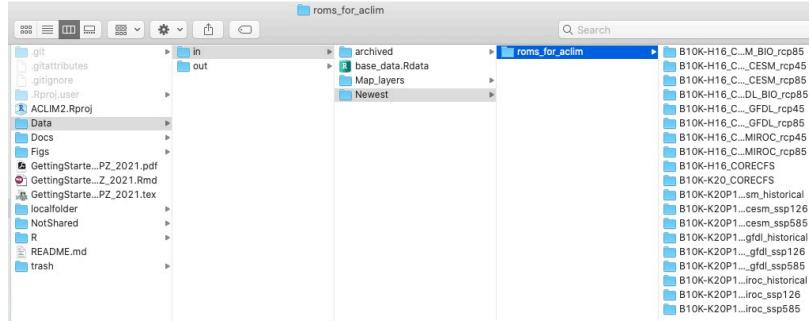 roms_for_aclim
Search
.git
.gitattributes
.gitignore
.Rproj.user
ACLIM2.Rproj
Data
Docs
Figs
GettingStarte...PZ_2021.pdf
GettingStarte...Z_2021.Rmd
GettingStarte...PZ_2021.tex
localfolder
NotShared
R
README.md
trash
in
out
archived
base_data.Rdata
Map_layers
Newest
roms_for_aclim
B10K-H16_C...M_BIO_rcp85
B10K-H16_C..._CESM_rcp45
B10K-H16_C..._CESM_rcp85
B10K-H16_C...DL_BIO_rcp85
B10K-H16_C..._GFDL_rcp45
B10K-H16_C..._GFDL_rcp85
B10K-H16_C...MIROC_rcp45
B10K-H16_C...MIROC_rcp85
B10K-H16_CORECFS
B10K-K20_CORECFS
B10K-K20P1...sm_historical
B10K-K20P1...cesm_ssp126
B10K-K20P1...cesm_ssp585
B10K-K20P1...gfdl_historical
B10K-K20P1..._gfdl_ssp126
B10K-K20P1..._gfdl_ssp585
B10K-K20P1...iroc_historical
B10K-K20P1...iroc_ssp126
B10K-K20P1...iroc_ssp585